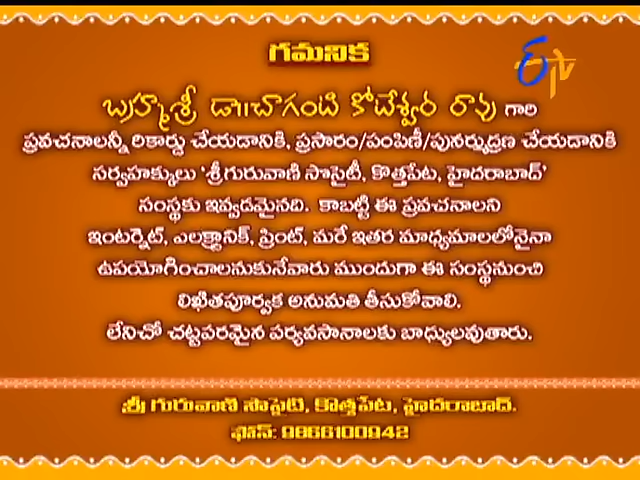 గమనిక
ETV
బ్రహ్మశ్రీ డా||చాగంటి కోటేశ్వర రావు గారి
ప్రవచనాలన్నీ రికార్డు చేయడానికి, ప్రసారం/పంపిణీ/పునర్ముద్రణ చేయడానికి
సర్వహక్కులు 'శ్రీగురువాణి సొసైటీ, కొత్తపేట, హైదరాబాద్'
సంస్థకు ఇవ్వడమైనది. కాబట్టి ఈ ప్రవచనాలని
ఇంటర్నెట్, ఎలక్ట్రానిక్, ప్రింట్, మరే ఇతర మాధ్యమాలలోనైనా
ఉపయోగించాలనుకునేవారు ముందుగా ఈ సంస్థనుంచి
లిఖితపూర్వక అనుమతి తీసుకోవాలి.
లేనిచో చట్టపరమైన పర్యవసానాలకు బాధ్యులవుతారు.
శ్రీ గురువాణి సొసైటి, కొత్తపేట, హైదరాబాద్.
ఫోన్: 9866100942